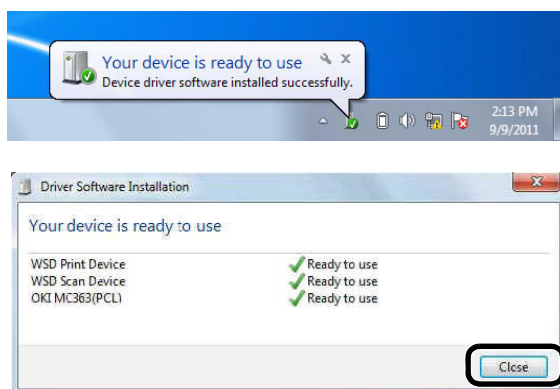 Your device is ready to use
Device driver software installed successfully.
2:13 PM
9/9/2011
Driver Software Installation
Your device is ready to use
WSD Print Device Ready to use
WSD Scan Device Ready to use
OKI MC363(PCL) Ready to use
Close